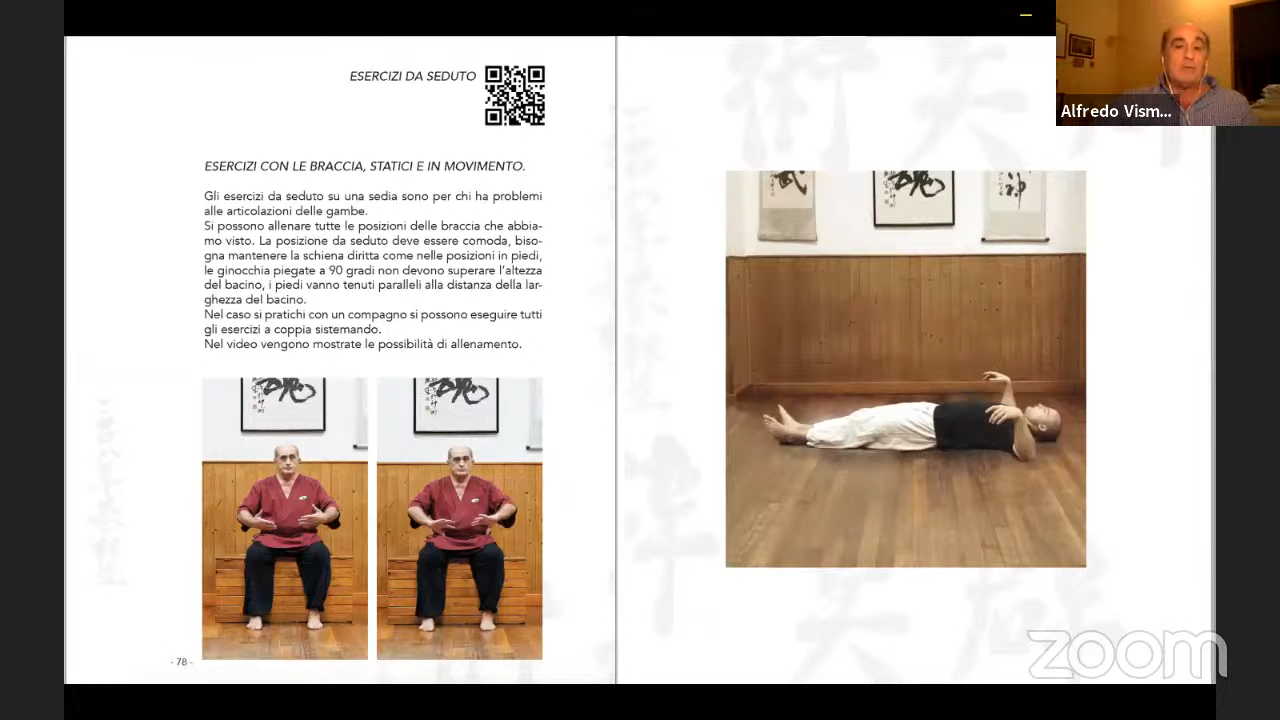 ESERCIZI DA SEDUTO
ESERCIZI CON LE BRACCIA, STATICI E IN MOVIMENTO.
Gli esercizi da seduto su una sedia sono per chi ha problemi
alle articolazioni delle gambe.
Si possono allenare tutte le posizioni delle braccia che abbia-
mo visto. La posizione da seduto deve essere comoda, biso-
gna mantenere la schiena diritta come nelle posizioni in piedi,
le ginocchia piegate a 90 gradi non devono superare l'altezza
del bacino, i piedi vanno tenuti paralleli alla distanza della lar-
ghezza del bacino.
Nel caso si pratichi con un compagno si possono eseguire tutti
gli esercizi a coppia sistemando.
Nel video vengono mostrate le possibilità di allenamento.
- 78 -
Alfredo Vism...
zoom